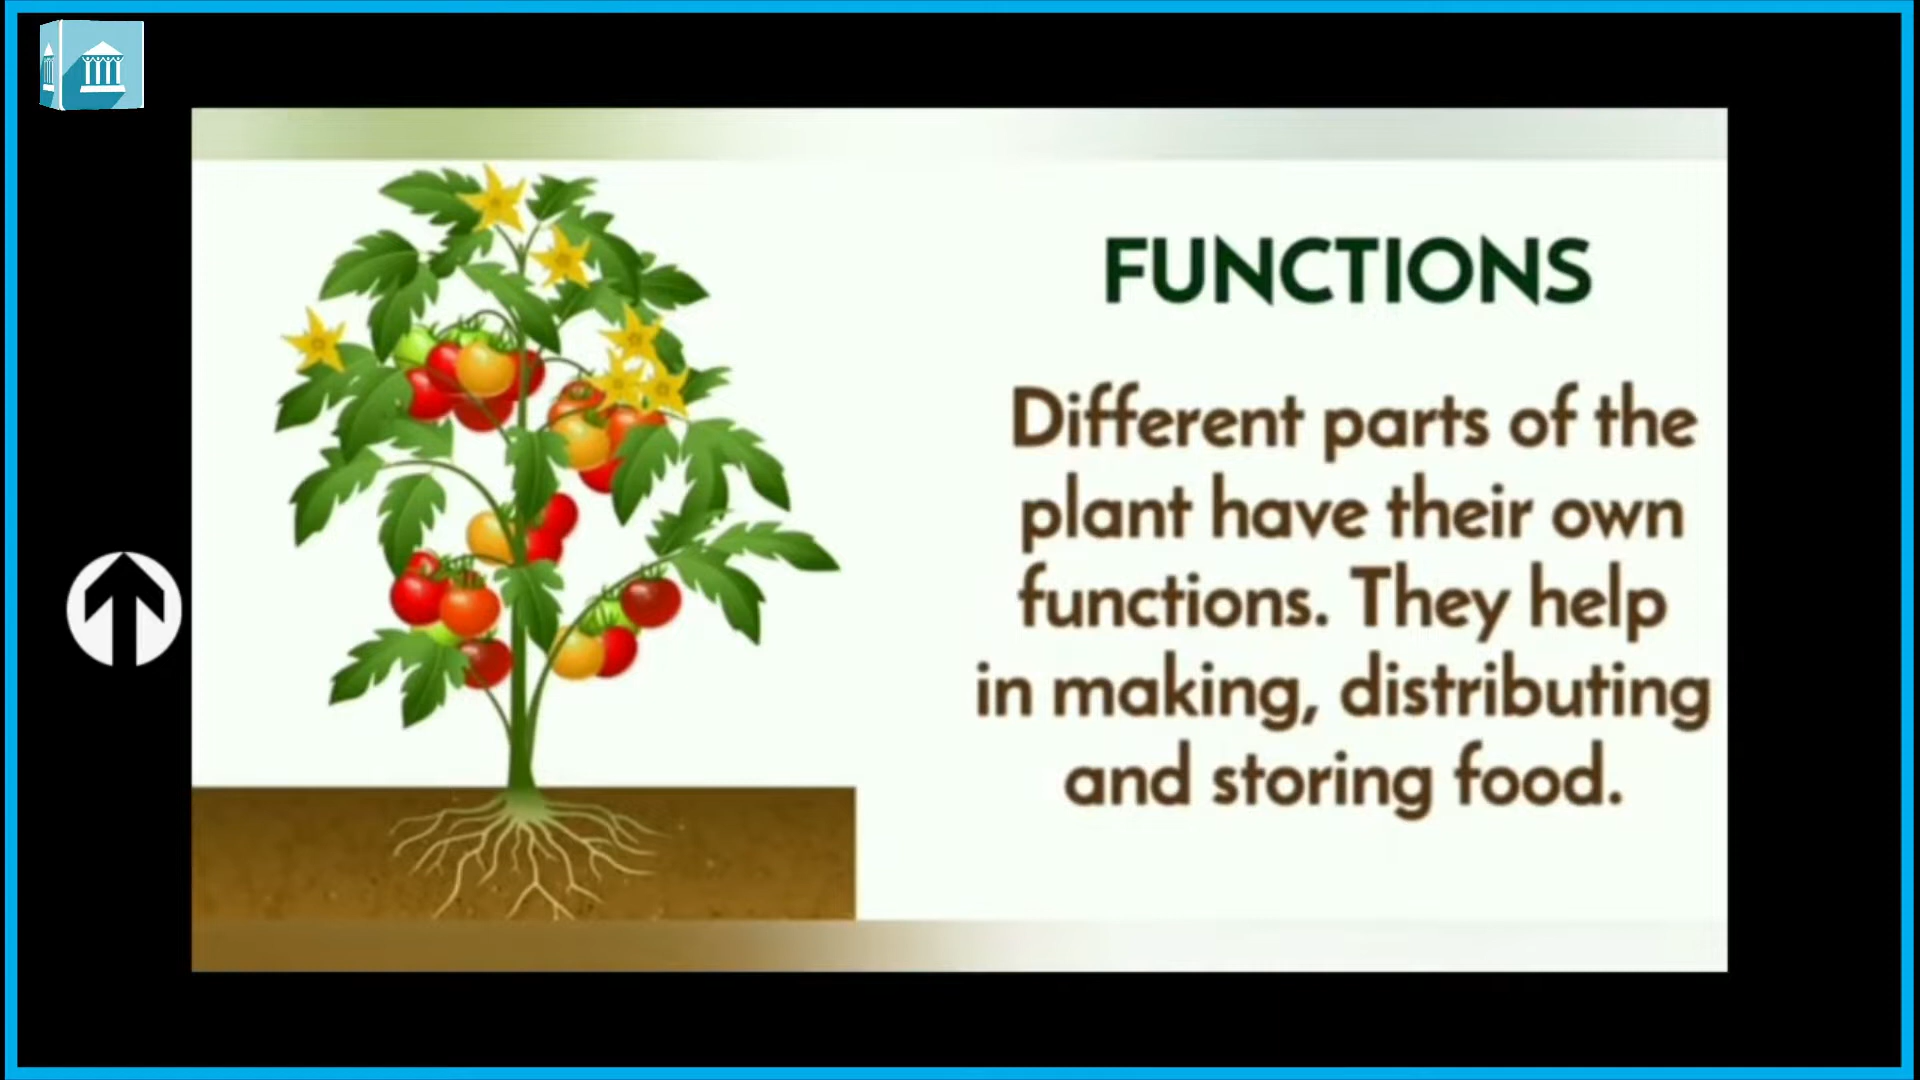 FUNCTIONS
Different parts of the
plant have their own
functions. They help
in making, distributing
and storing food.